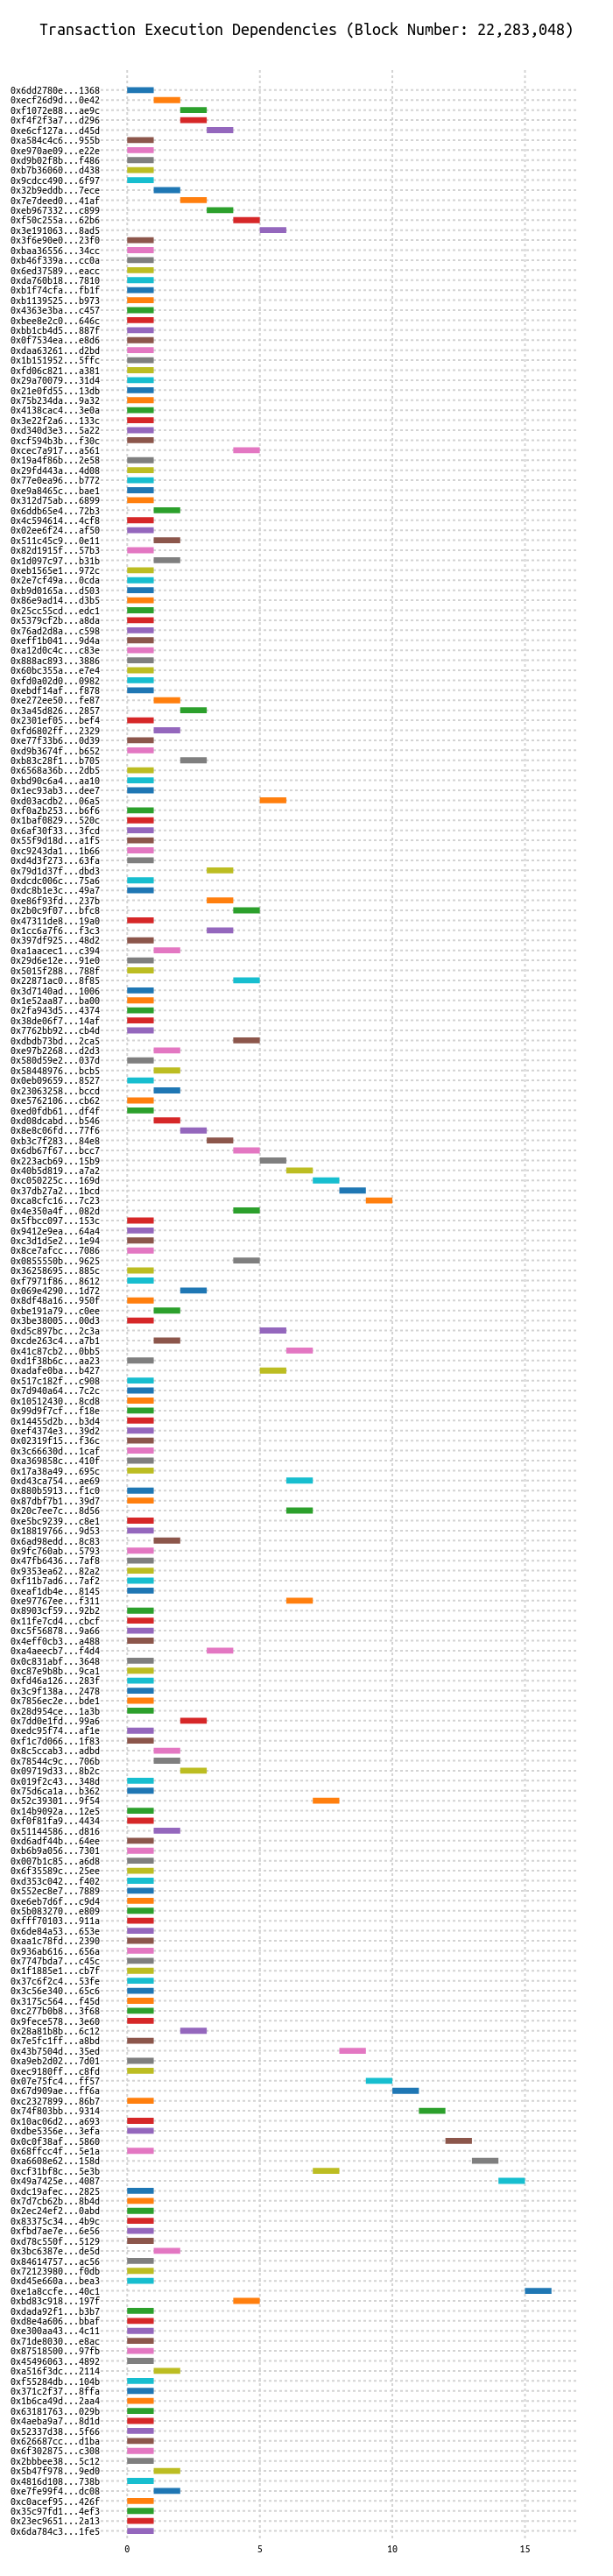 Transaction Execution Dependencies (Block Number: 22,283,048)
0x6dd2780e...1368
0xecf26d9d...0e42
0xf1072e88...ae9c
0xf4f2f3a7...d296
0xe6cf127a...d45d
0xa584c4c6...955b
0xe970ae09...e22e
0xd9b02f8b...f486
0xb7b36060...d438
0x9cdcc490...6f97
0x32b9eddb...7ece
0x7e7deed0...41af
0xeb967332...c899
0xf50c255a...62b6
0x3e191063...8ad5
0x3f6e90e0...23f0
0xbaa36556...34cc
0xb46f339a...cc0a
0x6ed37589...eacc
0xda760b18...7810
0xb1f74cfa...fb1f
0xb1139525...b973
0x4363e3ba...c457
0xbee8e2c0...646c
0xbb1cb4d5...887f
0x0f7534ea...e8d6
0xdaa63261...d2bd
0x1b151952...5ffc
0xfd06c821...a381
0x29a70079...31d4
0x21e0fd55...13db
0x75b234da...9a32
0x4138cac4...3e0a
0x3e22f2a6...133c
0xd340d3e3...5a22
0xcf594b3b...f30c
0xcec7a917...a561
0x19a4f86b...2e58
0x29fd443a...4d08
0x77e0ea96...b772
0xe9a8465c...bae1
0x312d75ab...6899
0x6ddb65e4...72b3
0x4c594614...4cf8
0x02ee6f24...af50
0x511c45c9...0e11
0x82d1915f...57b3
0x1d097c97...b31b
0xeb1565e1...972c
0x2e7cf49a...0cda
0xb9d0165a...d503
0x86e9ad14...d3b5
0x25cc55cd...edc1
0x5379cf2b...a8da
0x76ad2d8a...c598
0xeff1b041...9d4a
0xa12d0c4c...c83e
0x888ac893...3886
0x60bc355a...e7e4
0xfd0a02d0...0982
0xebdf14af...f878
0xe272ee50...fe87
0x3a45d826...2857
0x2301ef05...bef4
0xfd6802ff...2329
0xe77f33b6...0d39
0xd9b3674f...b652
0xb83c28f1...b705
0x6568a36b...2db5
0xbd90c6a4...aa10
0x1ec93ab3...dee7
0xd03acdb2...06a5
0xf0a2b253...b6f6
0x1baf0829...520c
0x6af30f33...3fcd
0x55f9d18d...a1f5
0xc9243da1...1b66
0xd4d3f273...63fa
0x79d1d37f...dbd3
0xdcdc006c...75a6
0xdc8b1e3c...49a7
0xe86f93fd...237b
0x2b0c9f07...bfc8
0x47311de8...19a0
0x1cc6a7f6...f3c3
0x397df925...48d2
0xa1aacec1...c394
0x29d6e12e...91e0
0x5015f288...788f
0x22871ac0...8f85
0x3d7140ad...1006
0x1e52aa87...ba00
0x2fa943d5...4374
0x38de06f7...14af
0x7762bb92...cb4d
0xdbdb73bd...2ca5
0xe97b2268...d2d3
0x580d59e2...037d
0x58448976...bcb5
0x0eb09659...8527
0x23063258...bccd
0xe5762106...cb62
0xed0fdb61...df4f
0xd08dcabd...b546
0x8e8c06fd...77f6
0xb3c7f283...84e8
0x6db67f67...bcc7
0x223acb69...15b9
0x40b5d819...a7a2
0xc050225c...169d
0x37db27a2...1bcd
0xca8cfc16...7c23
0x4e350a4f...082d
0x5fbcc097...153c
0x9412e9ea...64a4
0xc3d1d5e2...1e94
0x8ce7afcc...7086
0x0855550b...9625
0x36258695...885c
0xf7971f86...8612
0x069e4290...1d72
0x8df48a16...950f
0xbe191a79...c0ee
0x3be38005...00d3
0xd5c897bc...2c3a
0xcde263c4...a7b1
0x41c87cb2...0bb5
0xd1f38b6c...aa23
0xadafe0ba...b427
0x517c182f...c908
0x7d940a64...7c2c
0x10512430...8cd8
0x99d9f7cf...f18e
0x14455d2b...b3d4
0xef4374e3...39d2
0x02319f15...f36c
0x3c66630d...1caf
0xa369858c...410f
0x17a38a49...695c
0xd43ca754...ae69
0x880b5913...f1c0
0x87dbf7b1...39d7
0x20c7ee7c...8d56
0xe5bc9239...c8e1
0x18819766...9d53
0x6ad98edd...8c83
0x9fc760ab...5793
0x47fb6436...7af8
0x9353ea62...82a2
0xf11b7ad6...7af2
0xeaf1db4e...8145
0xe97767ee...f311
0x8903cf59...92b2
0x11fe7cd4...cbcf
0xc5f56878...9a66
0x4eff0cb3...a488
0xa4aeecb7...f4d4
0x0c831abf...3648
0xc87e9b8b...9ca1
0xfd46a126...283f
0x3c9f138a...2478
0x7856ec2e...bde1
0x28d954ce...1a3b
0x7dd0e1fd...99a6
0xedc95f74...af1e
0xf1c7d066...1f83
0x8c5ccab3...adbd
0x78544c9c...706b
0x09719d33...8b2c
0x019f2c43...348d
0x75d6ca1a...b362
0x52c39301...9f54
0x14b9092a...12e5
0xf0f81fa9...4434
0x51144586...d816
0xd6adf44b...64ee
0xb6b9a056...7301
0x007b1c85...a6d8
0x6f35589c...25ee
0xd353c042...f402
0x552ec8e7...7889
0xe6eb7d6f...c9d4
0x5b083270...e809
0xfff70103...911a
0x6de84a53...653e
0xaa1c78fd...2390
0x936ab616...656a
0x7747bda7...c45c
0x1f1885e1...cb7f
0x37c6f2c4...53fe
0x3c56e340...65c6
0x3175c564...f45d
0xc277b0b8...3f68
0x9fece578...3e60
0x28a81b8b...6c12
0x7e5fc1ff...a8bd
0x43b7504d...35ed
0xa9eb2d02...7d01
0xec9180ff...c8fd
0x07e75fc4...ff57
0x67d909ae...ff6a
0xc2327899...86b7
0x74f803bb...9314
0x10ac06d2...a693
0xdbe5356e...3efa
0x0c0f38af...5860
0x68ffcc4f...5e1a
0xa6608e62...158d
0xcf31bf8c...5e3b
0x49a7425e...4087
0xdc19afec...2825
0x7d7cb62b...8b4d
0x2ec24ef2...0abd
0x83375c34...4b9c
0xfbd7ae7e...6e56
0xd78c550f...5129
0x3bc6387e...de5d
0x84614757...ac56
0x72123980...f0db
0xd45e660a...bea3
0xe1a8ccfe...40c1
0xbd83c918...197f
0xdada92f1...b3b7
0xd8e4a606...bbaf
0xe300aa43...4c11
0x71de8030...e8ac
0x87518500...97fb
0x45496063...4892
0xa516f3dc...2114
0xf55284db...104b
0x371c2f37...8ffa
0x1b6ca49d...2aa4
0x63181763...029b
0x4aeba9a7...8d1d
0x52337d38...5f66
0x626687cc...d1ba
0x6f302875...c308
0x2bbbee38...5c12
0x5b47f978...9ed0
0x4816d108...738b
0xe7fe99f4...dc08
0xc0acef95...426f
0x35c97fd1...4ef3
0x23ec9651...2a13
0x6da784c3...1fe5
0 5 10 15